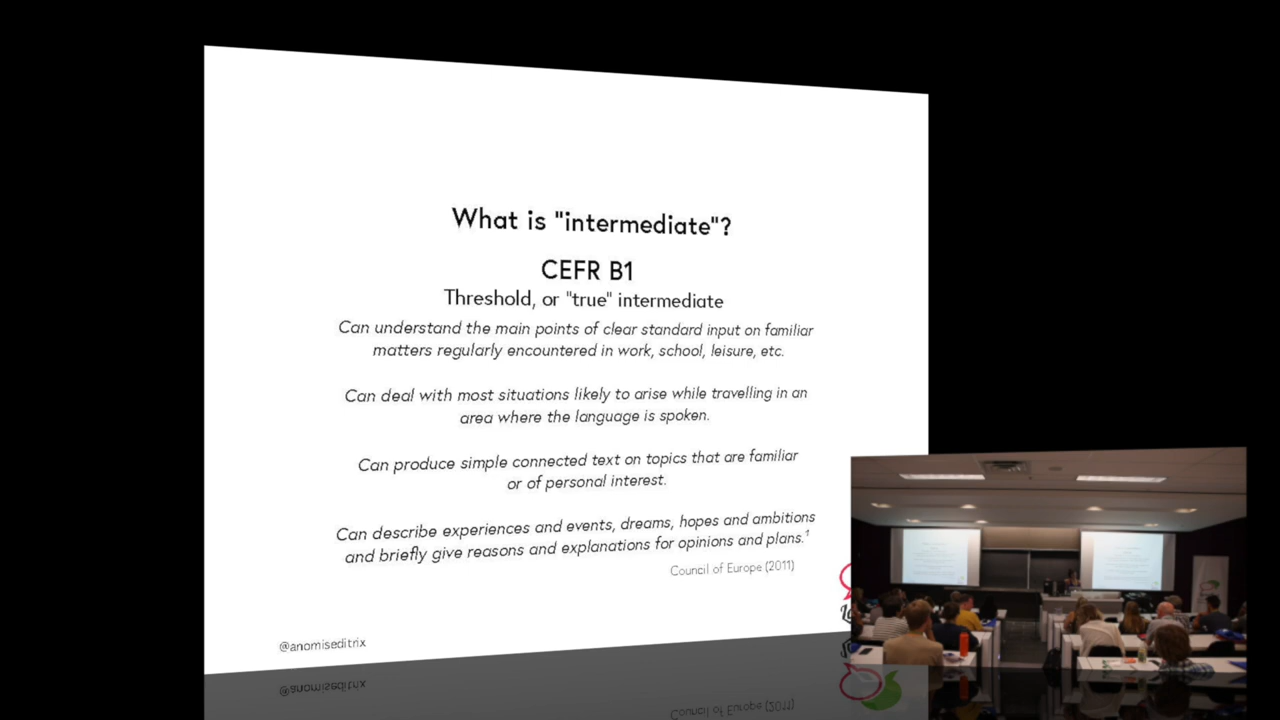 What is "intermediate"?
CEFR B1
Threshold, or "true" intermediate
Can understand the main points of clear standard input on familiar
matters regularly encountered in work, school, leisure, etc.
Can deal with most situations likely to arise while travelling in an
area where the language is spoken.
Can produce simple connected text on topics that are familiar
or of personal interest.
Can describe experiences and events, dreams, hopes and ambitions
and briefly give reasons and explanations for opinions and plans.¹
Council of Europe (2011)
@anomiseditrix